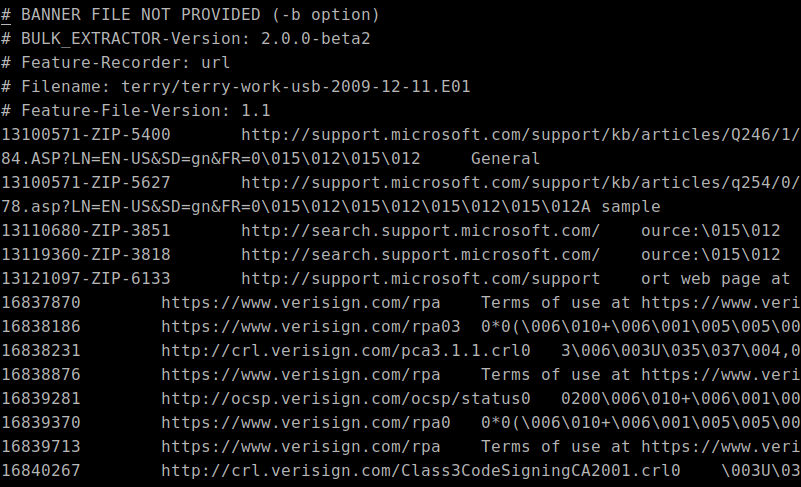 # BANNER FILE NOT PROVIDED (-b option)
# BULK_EXTRACTOR-Version: 2.0.0-beta2
# Feature-Recorder: url
# Filename: terry/terry-work-usb-2009-12-11.E01
# Feature-File-Version: 1.1
13100571-ZIP-5400	http://support.microsoft.com/support/kb/articles/Q246/1/
84.ASP?LN=EN-US&SD=gn&FR=0\015\012\015\012	General
13100571-ZIP-5627	http://support.microsoft.com/support/kb/articles/q254/0/
78.asp?LN=EN-US&SD=gn&FR=0\015\012\015\012\015\012\015\012A sample
13110680-ZIP-3851	http://search.support.microsoft.com/	ource:\015\012
13119360-ZIP-3818	http://search.support.microsoft.com/	ource:\015\012
13121097-ZIP-6133	http://support.microsoft.com/support	ort web page at
16837870	https://www.verisign.com/rpa	Terms of use at https://www.veri
16838186	https://www.verisign.com/rpa03	0*0(\006\010+\006\001\005\005\00
16838231	http://crl.verisign.com/pca3.1.1.crl0	3\006\003U\035\037\004,0
16838876	https://www.verisign.com/rpa	Terms of use at https://www.veri
16839281	http://ocsp.verisign.com/ocsp/status0	0200\006\010+\006\001\00
16839370	https://www.verisign.com/rpa0	0*0(\006\010+\006\001\005\005\00
16839713	https://www.verisign.com/rpa	Terms of use at https://www.veri
16840267	http://crl.verisign.com/Class3CodeSigningCA2001.crl0	\003U\03